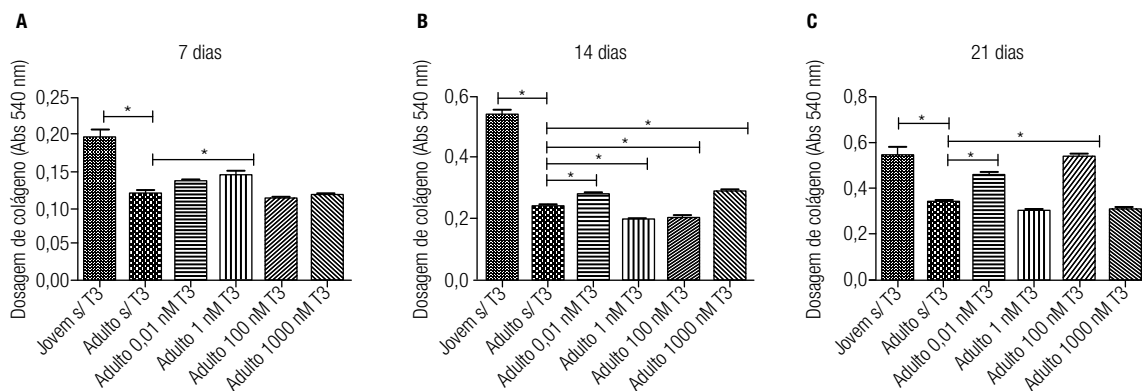 A
7 dias
Dosagem de colágeno (Abs 540 nm)
0,25
0,20
0,15
0,10
0,05
0,00
Jovem s/ T3
Adulto s/ T3
Adulto 0,01 nM T3
Adulto 1 nM T3
Adulto 100 nM T3
Adulto 1000 nM T3
*
*
B
14 dias
Dosagem de colágeno (Abs 540 nm)
0,6
0,4
0,2
0,0
Jovem s/ T3
Adulto s/ T3
Adulto 0,01 nM T3
Adulto 1 nM T3
Adulto 100 nM T3
Adulto 1000 nM T3
*
*
*
*
*
C
21 dias
Dosagem de colágeno (Abs 540 nm)
0,8
0,6
0,4
0,2
0,0
Jovem s/ T3
Adulto s/ T3
Adulto 0,01 nM T3
Adulto 1 nM T3
Adulto 100 nM T3
Adulto 1000 nM T3
*
*
*